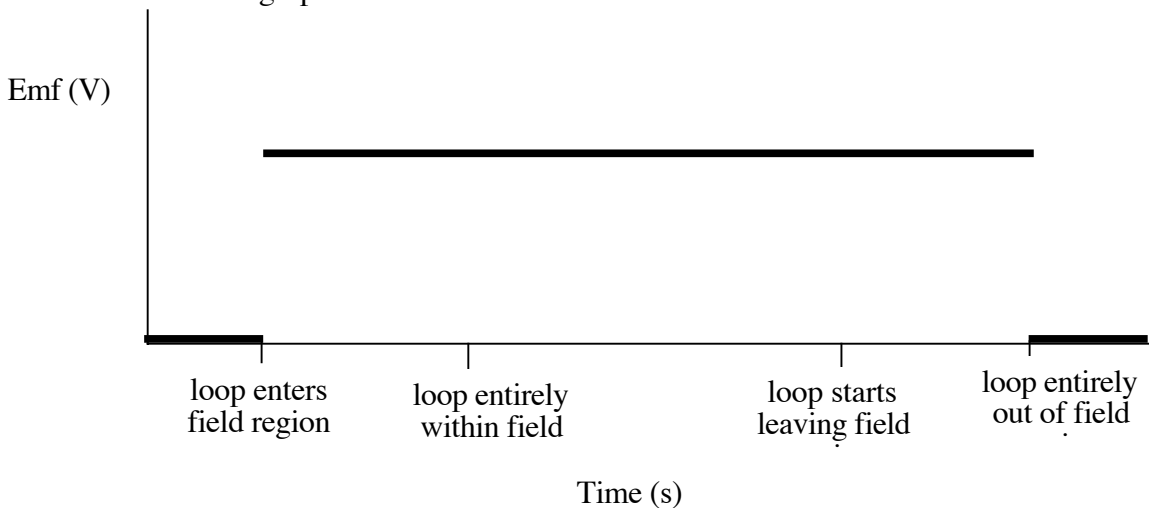 Emf (V)
loop enters
field region
loop entirely
within field
loop starts
leaving field
.
loop entirely
out of field
.
Time (s)